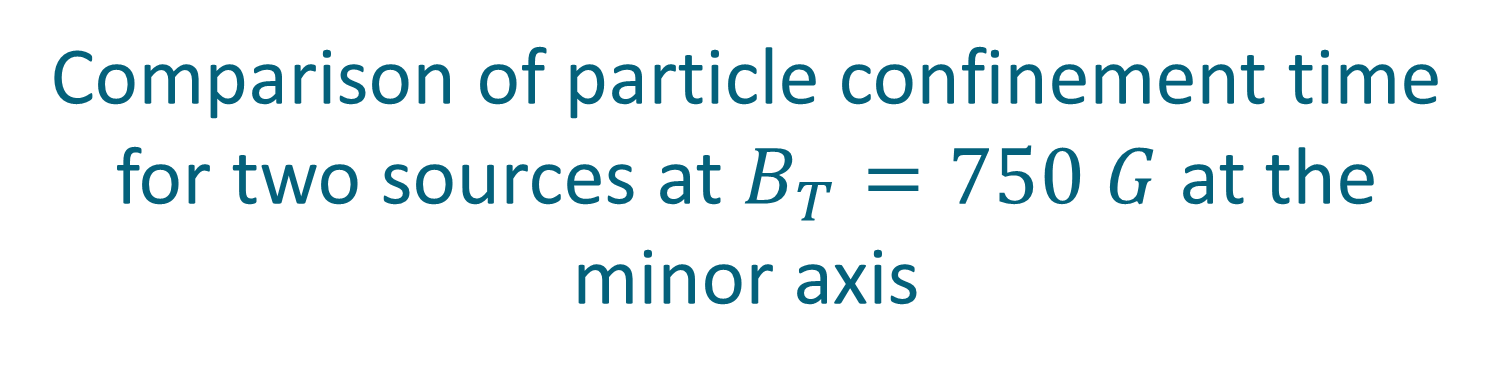 Comparison of particle confinement time
for two sources at B_T = 750 G at the
minor axis